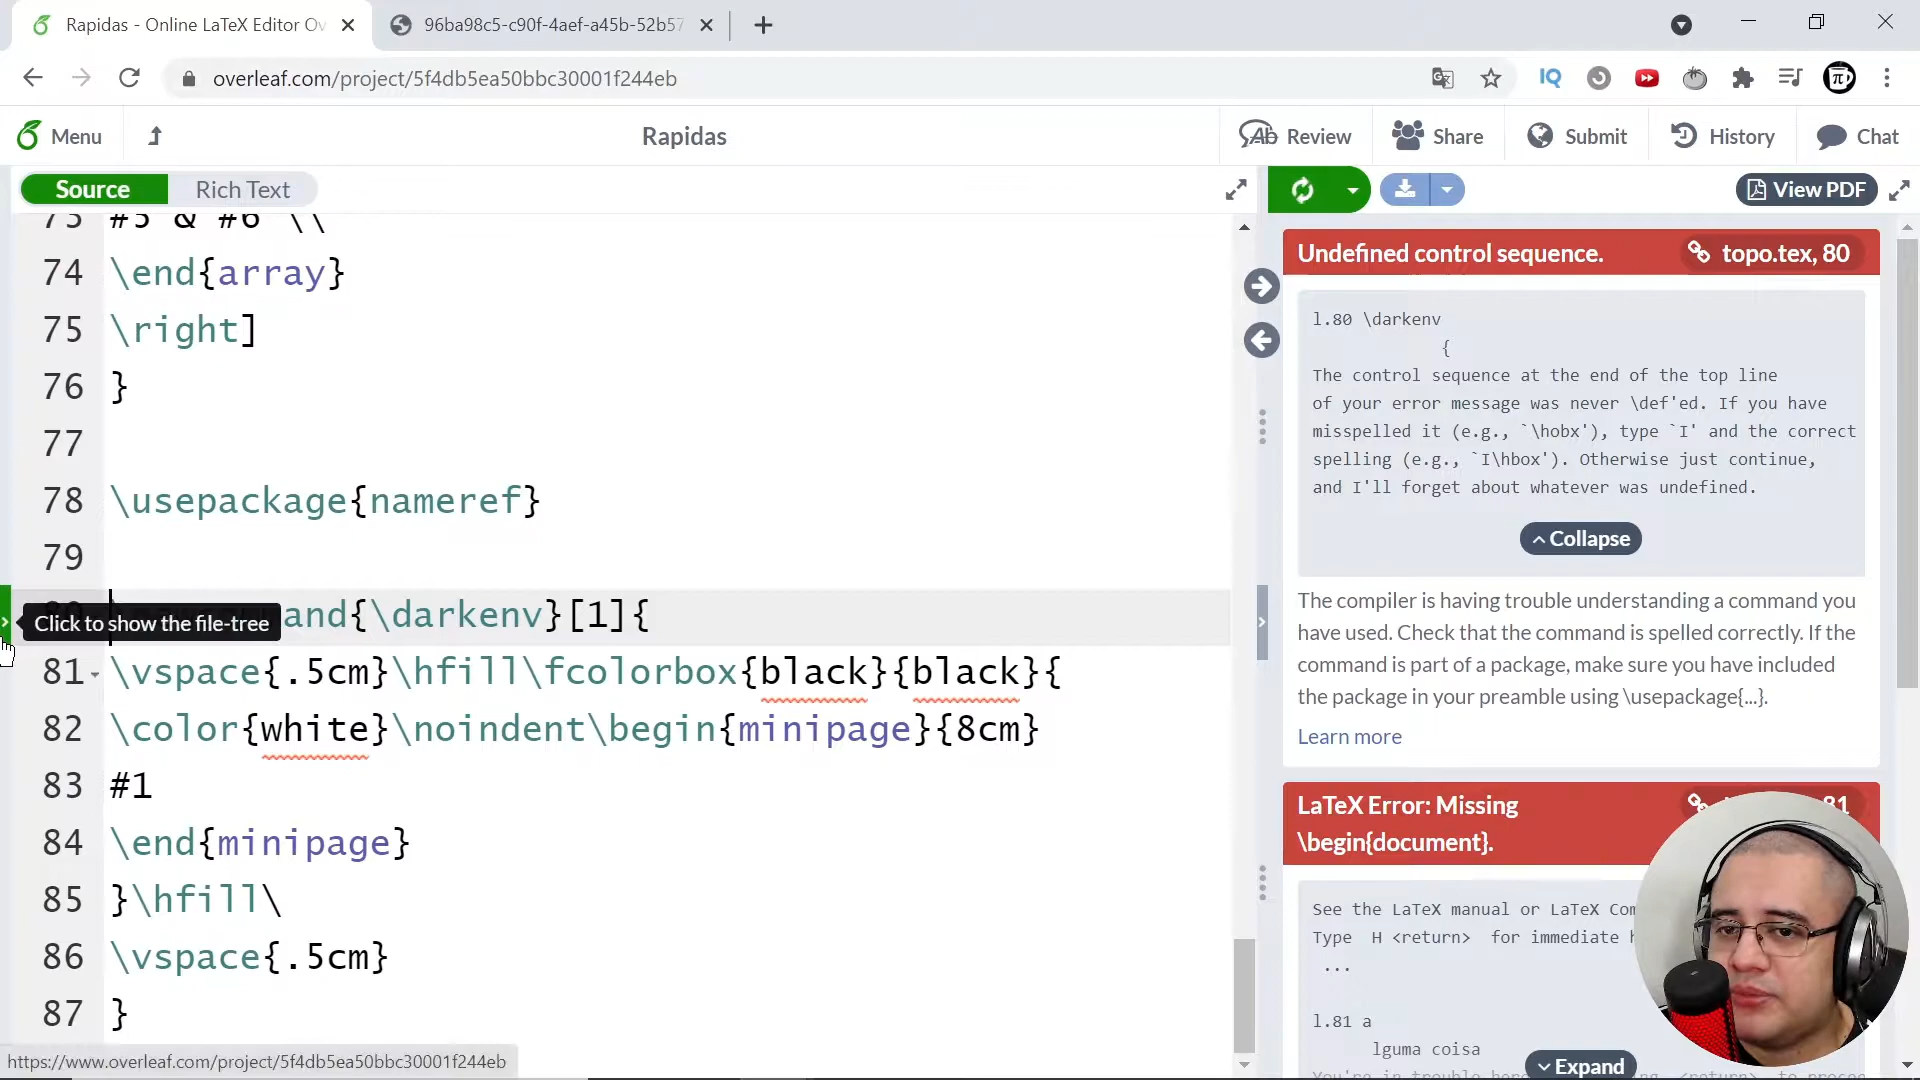 Rapidas - Online LaTeX Editor Ov
96ba98c5-c90f-4aef-a45b-52b57
overleaf.com/project/5f4db5ea50bbc30001f244eb
Menu
Rapidas
Review
Share
Submit
History
Chat
Source
Rich Text
View PDF
73 #5 & #6 \\
74 \end{array}
75 \right]
76 }
77
78 \usepackage{nameref}
79
and{\darkenv}[1]{
Click to show the file-tree
81 \vspace{.5cm}\hfill\fcolorbox{black}{black}{
82 \color{white}\noindent\begin{minipage}{8cm}
83 #1
84 \end{minipage}
85 }\hfill\
86 \vspace{.5cm}
87 }
https://www.overleaf.com/project/5f4db5ea50bbc30001f244eb
Undefined control sequence.
topo.tex, 80
l.80 \darkenv
{
The control sequence at the end of the top line
of your error message was never \def'ed. If you have
misspelled it (e.g., `\hobx'), type `I' and the correct
spelling (e.g., `I\hbox'). Otherwise just continue,
and I'll forget about whatever was undefined.
Collapse
The compiler is having trouble understanding a command you
have used. Check that the command is spelled correctly. If the
command is part of a package, make sure you have included
the package in your preamble using \usepackage{...}.
Learn more
LaTeX Error: Missing
\begin{document}.
81
See the LaTeX manual or LaTeX Com
Type H <return> for immediate h
...
l.81 a
lguma coisa
Expand